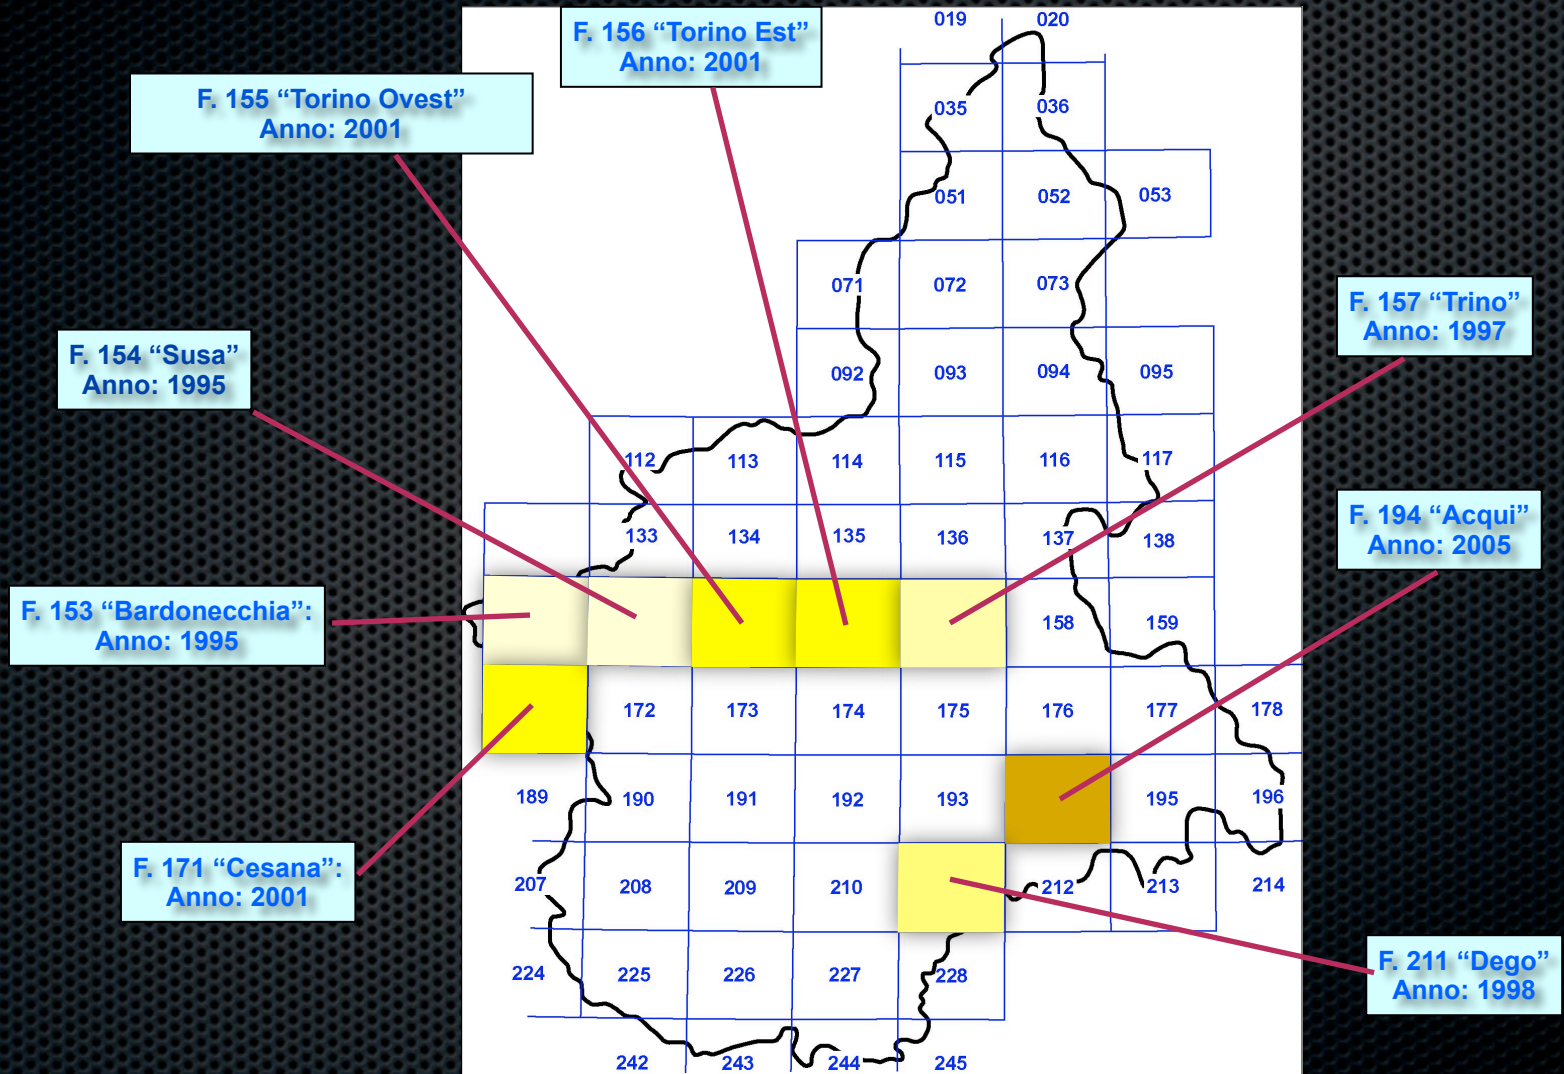 019 020
F. 156 “Torino Est”
Anno: 2001
F. 155 “Torino Ovest”
Anno: 2001
035 036
051 052 053
071 072 073
F. 157 “Trino”
Anno: 1997
F. 154 “Susa”
Anno: 1995
092 093 094 095
112 113 114 115 116 117
F. 194 “Acqui”
Anno: 2005
133 134 135 136 137 138
F. 153 “Bardonecchia”:
Anno: 1995
158 159
172 173 174 175 176 177 178
189 190 191 192 193 195 196
F. 171 “Cesana”:
Anno: 2001
207 208 209 210 212 213 214
F. 211 “Dego”
Anno: 1998
224 225 226 227 228
242 243 244 245